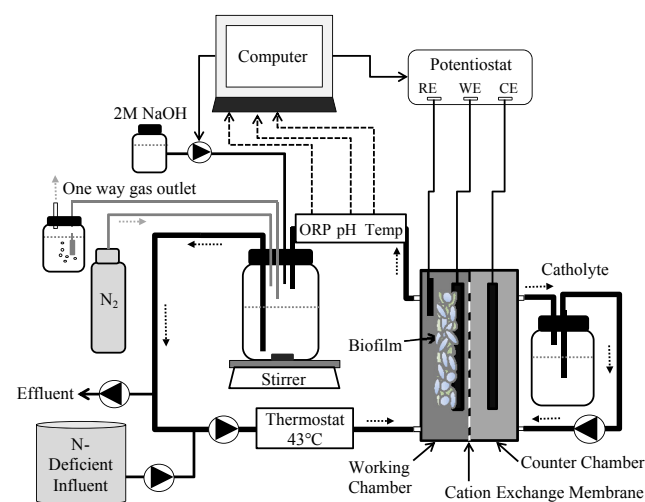 Computer
Potentiostat
RE WE CE
2M NaOH
One way gas outlet
ORP pH Temp
N₂
Catholyte
Biofilm
Stirrer
Effluent
Thermostat
43℃
N-
Deficient
Influent
Working
Chamber
Counter Chamber
Cation Exchange Membrane